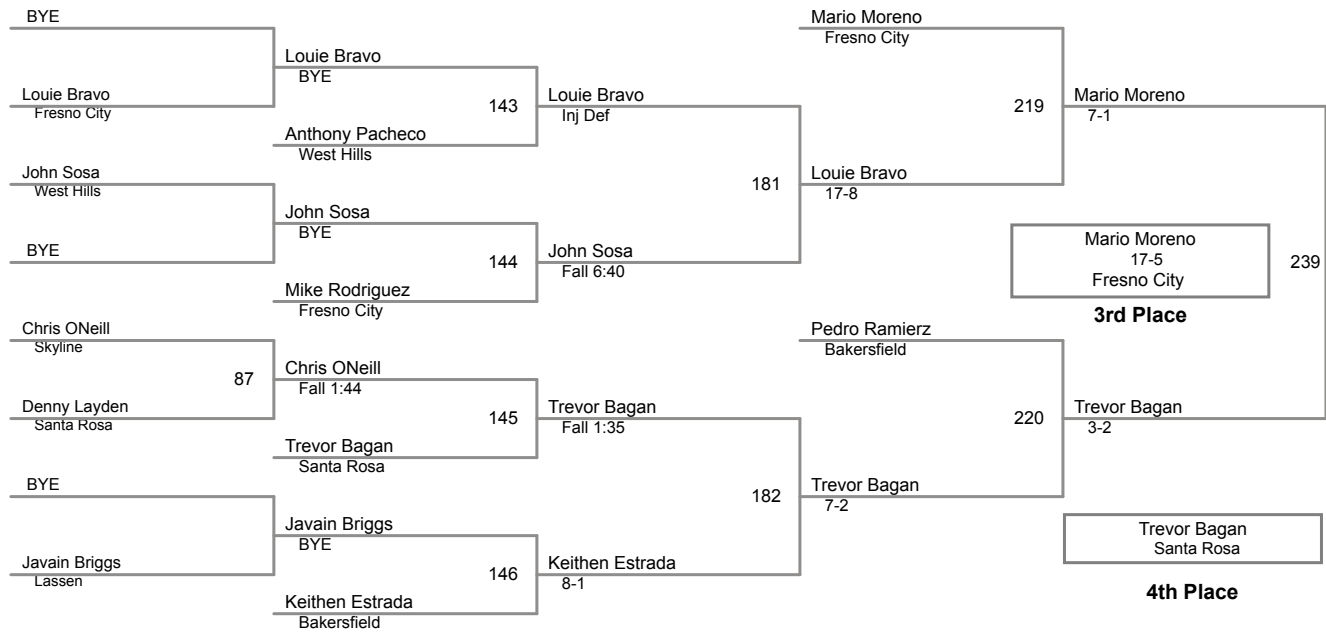 BYE
Louie Bravo
Fresno City
John Sosa
West Hills
BYE
Chris ONeill
Skyline
87
Denny Layden
Santa Rosa
BYE
Javain Briggs
Lassen
Louie Bravo
BYE
143
Anthony Pacheco
West Hills
John Sosa
BYE
144
Mike Rodriguez
Fresno City
Chris ONeill
Fall 1:44
145
Trevor Bagan
Santa Rosa
Javain Briggs
BYE
146
Keithen Estrada
Bakersfield
Louie Bravo
Inj Def
181
John Sosa
Fall 6:40
Trevor Bagan
Fall 1:35
182
Keithen Estrada
8-1
Mario Moreno
Fresno City
219
Louie Bravo
17-8
Pedro Ramierz
Bakersfield
220
Trevor Bagan
7-2
Mario Moreno
7-1
Mario Moreno
17-5
Fresno City
239
3rd Place
Trevor Bagan
3-2
Trevor Bagan
Santa Rosa
4th Place